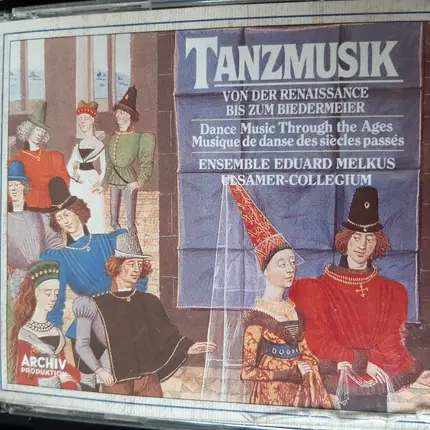 TANZMUSIK
VON DER RENAISSANCE
BIS ZUM BIEDERMEIER
Dance Music Through the Ages
Musique de danse des siècles passés
ENSEMBLE EDUARD MELKUS
ULSAMER-COLLEGIUM
ARCHIV
PRODUKTION